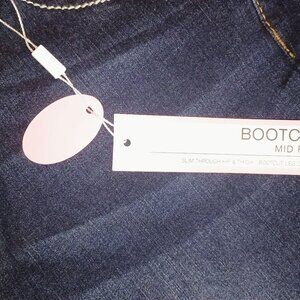 BOOTC
MID
SLIM THROUGH HIP & THIGH BOOTCUT LEG